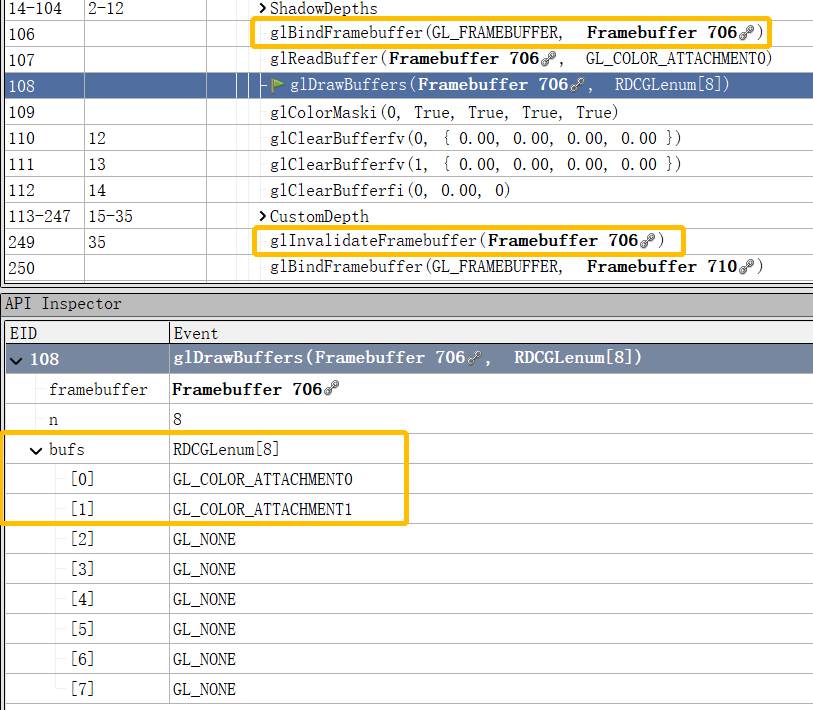 14-104 2-12 ShadowDepths
106 glBindFramebuffer(GL_FRAMEBUFFER, Framebuffer 706)
107 glReadBuffer(Framebuffer 706, GL_COLOR_ATTACHMENT0)
108 glDrawBuffers(Framebuffer 706, RDCGLenum[8])
109 glColorMaski(0, True, True, True, True)
110 12 glClearBufferfv(0, { 0.00, 0.00, 0.00, 0.00 })
111 13 glClearBufferfv(1, { 0.00, 0.00, 0.00, 0.00 })
112 14 glClearBufferfi(0, 0.00, 0)
113-247 15-35 CustomDepth
249 35 glInvalidateFramebuffer(Framebuffer 706)
250 glBindFramebuffer(GL_FRAMEBUFFER, Framebuffer 710)
API Inspector
EID Event
108 glDrawBuffers(Framebuffer 706, RDCGLenum[8])
framebuffer Framebuffer 706
n 8
bufs RDCGLenum[8]
[0] GL_COLOR_ATTACHMENT0
[1] GL_COLOR_ATTACHMENT1
[2] GL_NONE
[3] GL_NONE
[4] GL_NONE
[5] GL_NONE
[6] GL_NONE
[7] GL_NONE